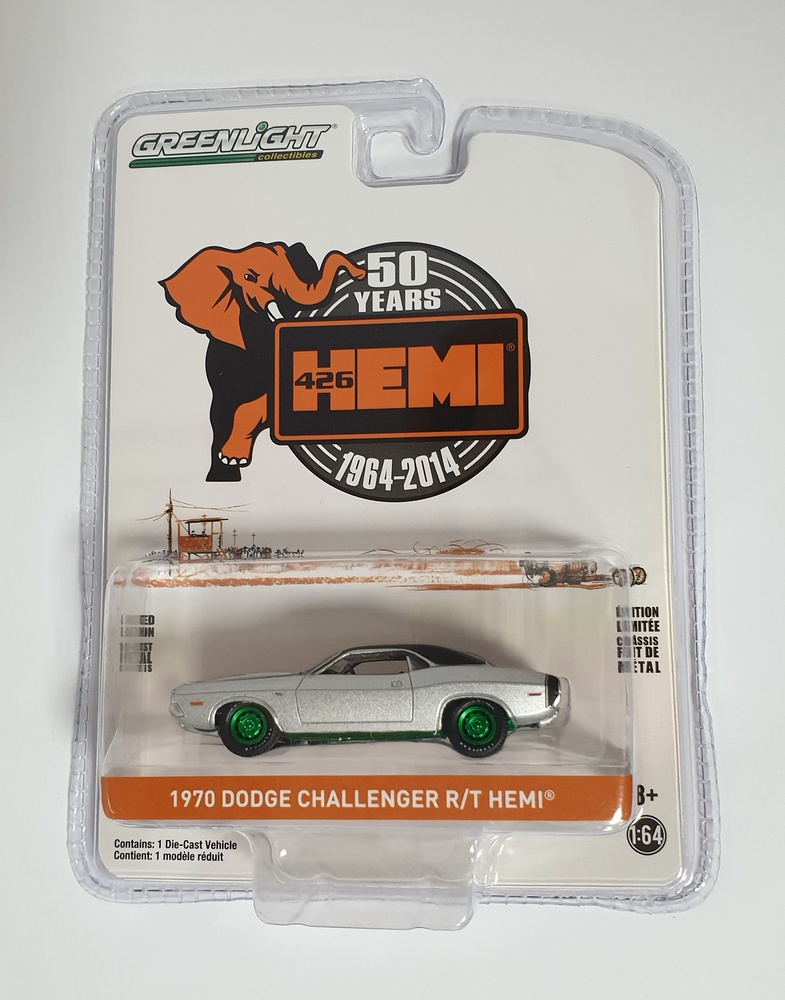 GREENLIGHT®
collectibles
50
YEARS
426 HEMI®
1964-2014
ÉDITION
LIMITÉE
CHÂSSIS
FAIT DE
MÉTAL
1970 DODGE CHALLENGER R/T HEMI®
8+
1:64
Contains: 1 Die-Cast Vehicle
Contient: 1 modèle réduit